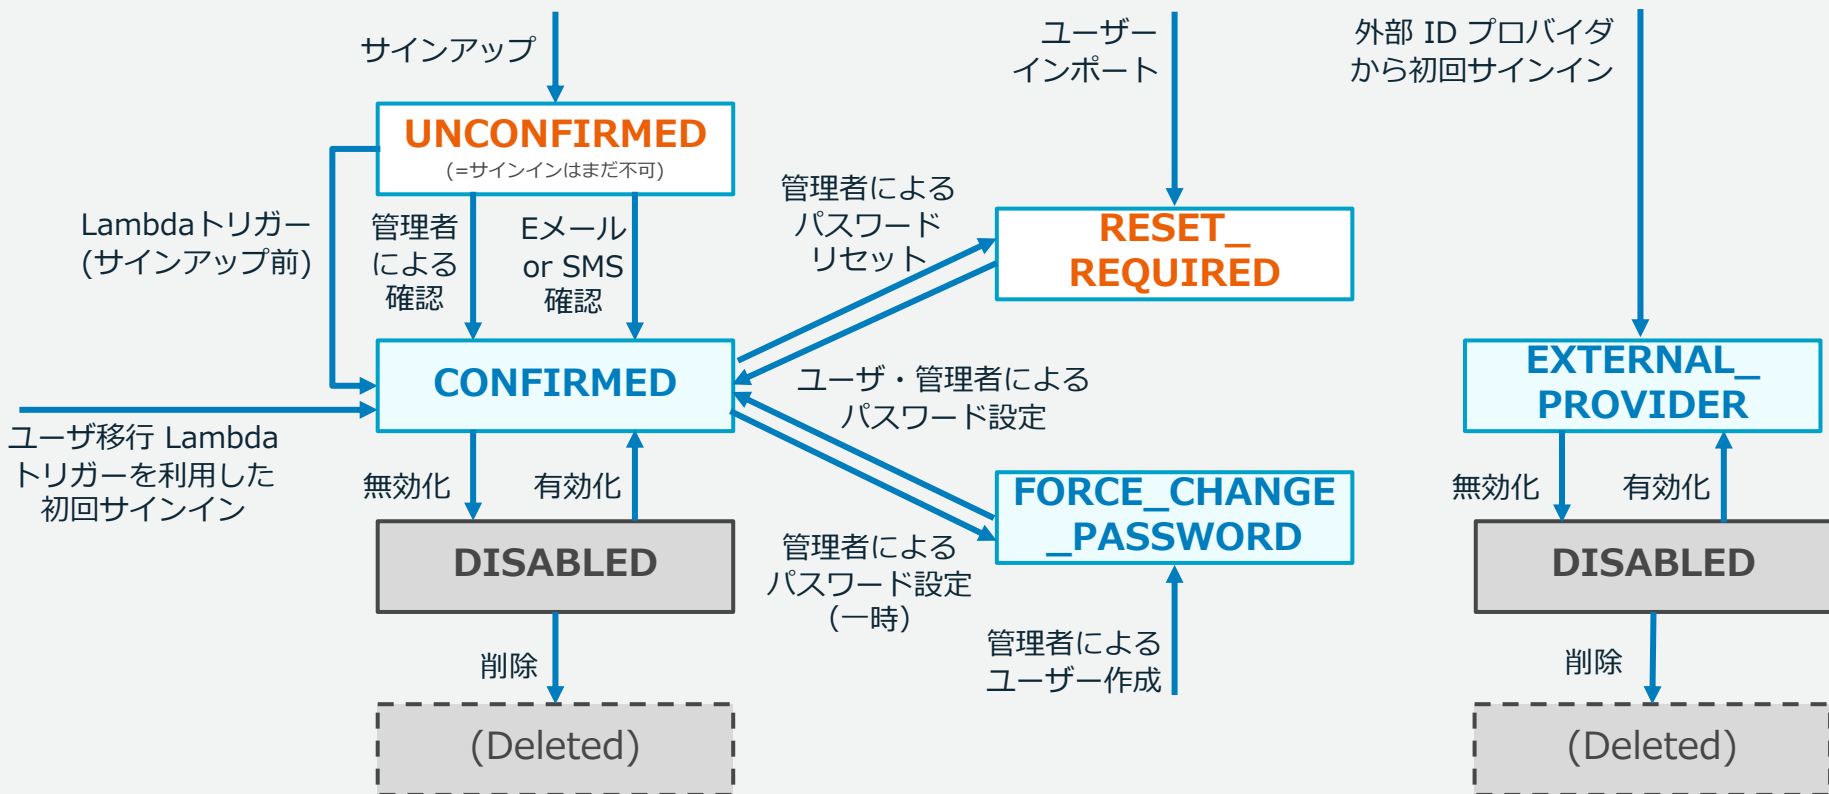 サインアップ
UNCONFIRMED
(=サインインはまだ不可)
Lambdaトリガー
(サインアップ前)
管理者
による
確認
Eメール
or SMS
確認
CONFIRMED
ユーザ移行 Lambda
トリガーを利用した
初回サインイン
無効化
有効化
DISABLED
削除
(Deleted)
ユーザー
インポート
管理者による
パスワード
リセット
RESET_
REQUIRED
ユーザ・管理者による
パスワード設定
FORCE_CHANGE
_PASSWORD
管理者による
パスワード設定
(一時)
管理者による
ユーザー作成
外部 ID プロバイダ
から初回サインイン
EXTERNAL_
PROVIDER
無効化
有効化
DISABLED
削除
(Deleted)